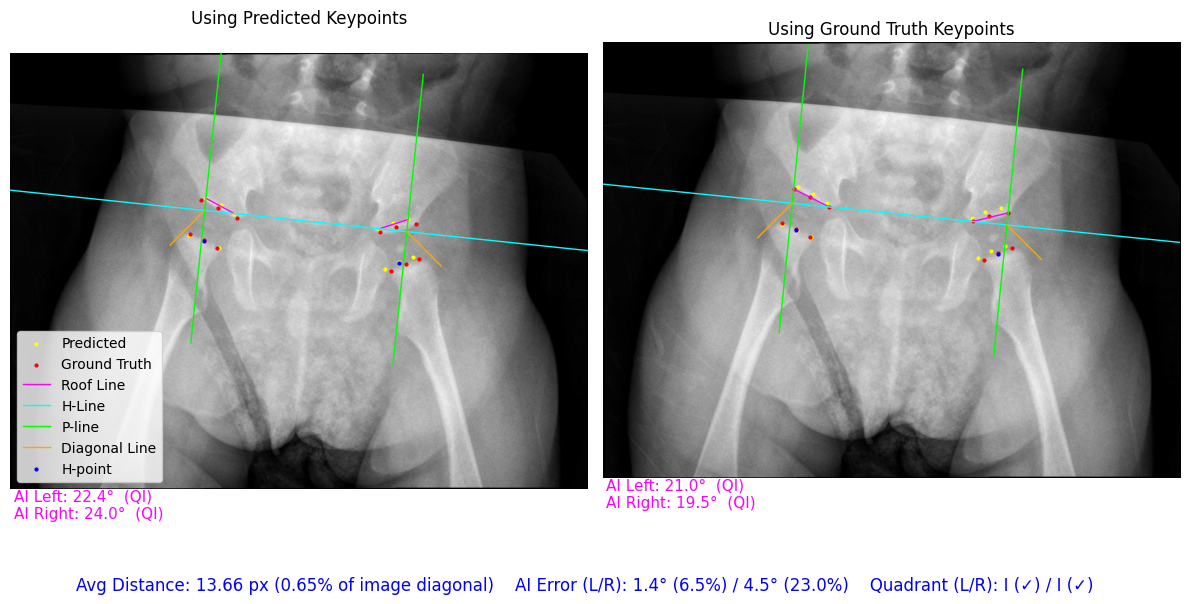 Using Predicted Keypoints
Using Ground Truth Keypoints
Predicted
Ground Truth
Roof Line
H-Line
P-line
Diagonal Line
H-point
AI Left: 22.4° (QI)
AI Right: 24.0° (QI)
AI Left: 21.0° (QI)
AI Right: 19.5° (QI)
Avg Distance: 13.66 px (0.65% of image diagonal)    AI Error (L/R): 1.4° (6.5%) / 4.5° (23.0%)    Quadrant (L/R): I (✓) / I (✓)